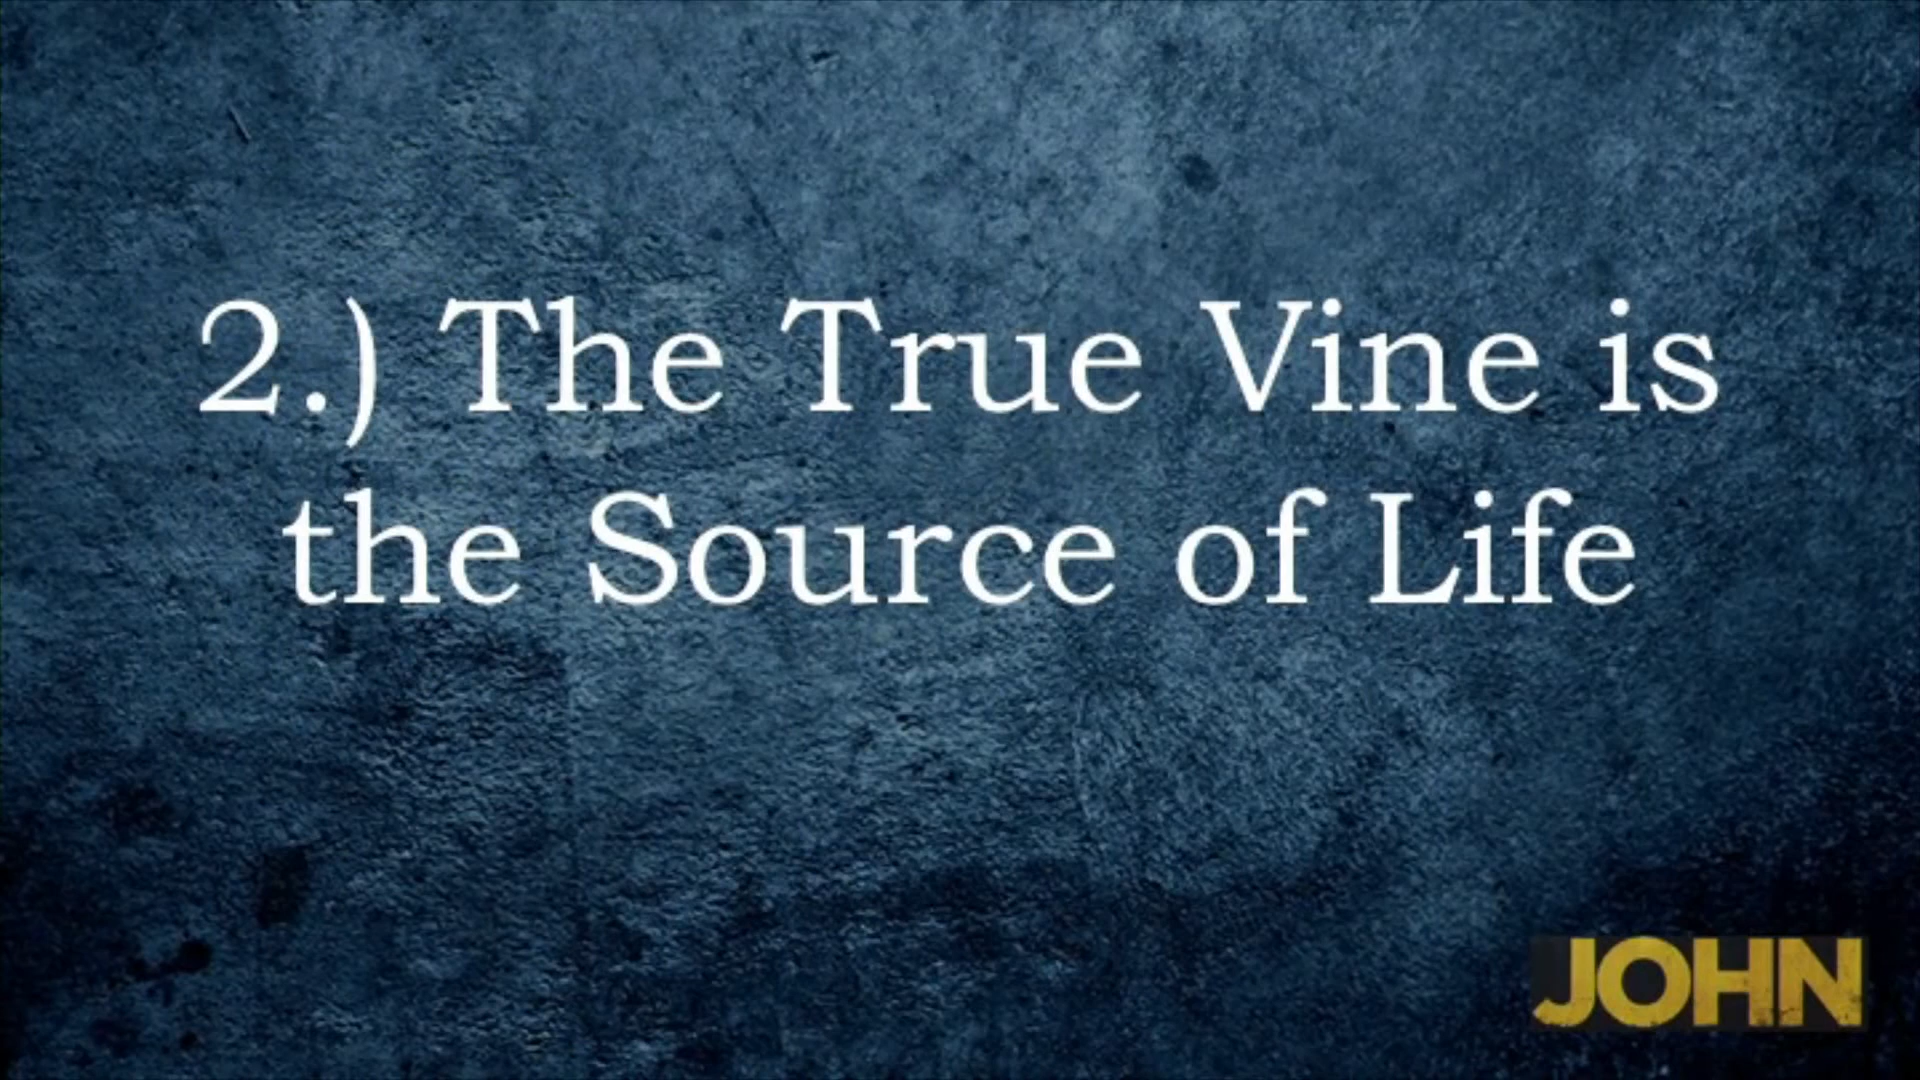 2.) The True Vine is
the Source of Life
JOHN